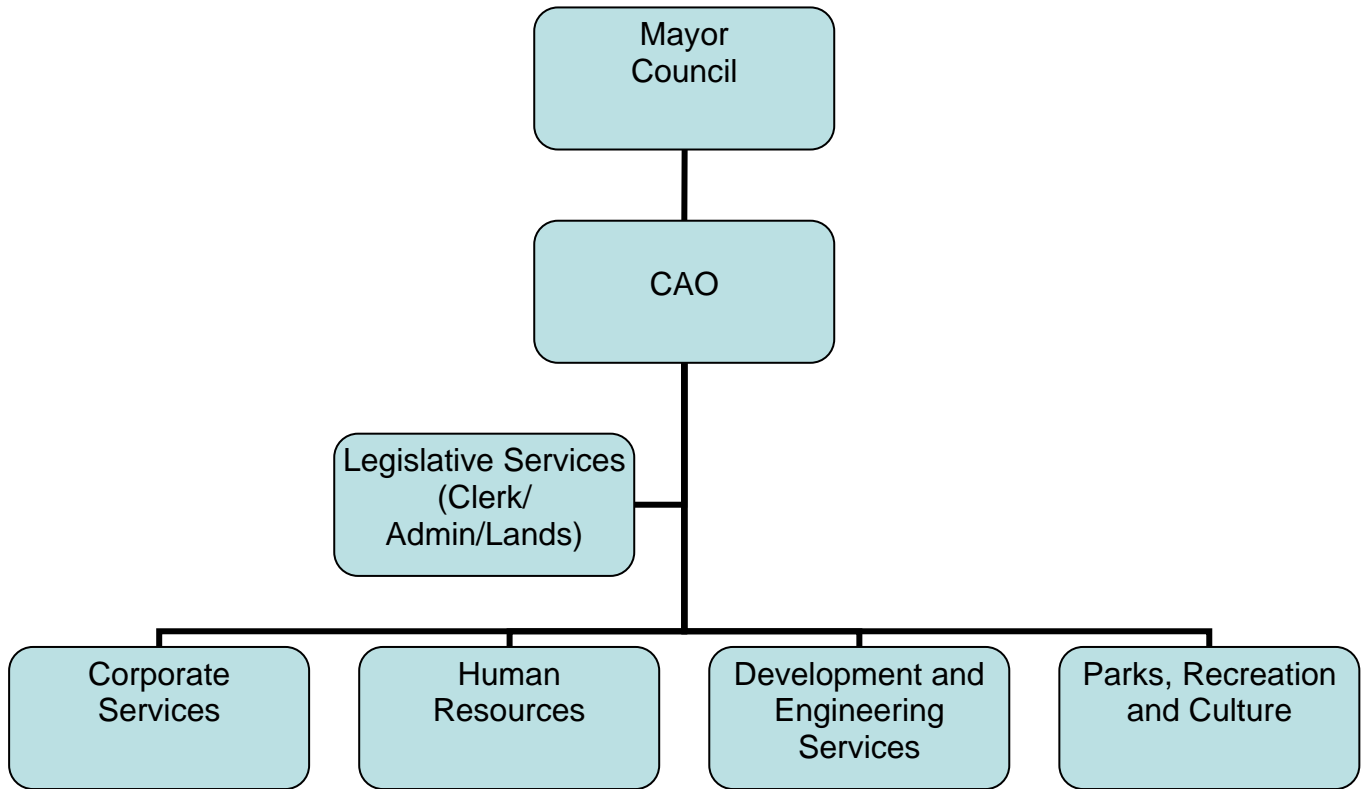 Mayor
Council
CAO
Legislative Services
(Clerk/
Admin/Lands)
Corporate
Services
Human
Resources
Development and
Engineering
Services
Parks, Recreation
and Culture